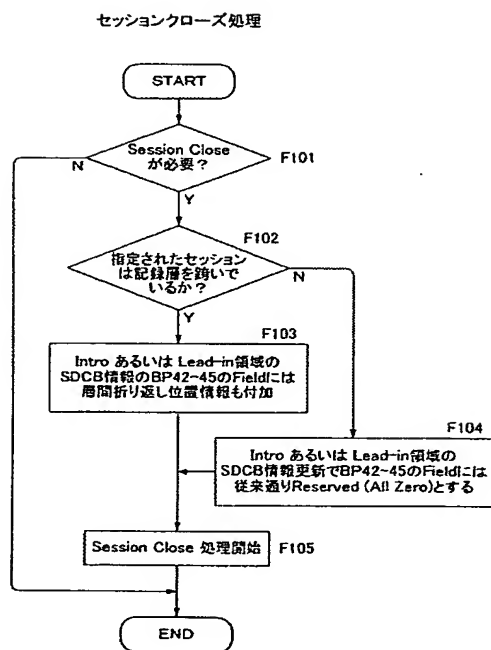 セッションクローズ処理
START
Session Close
が必要?
F101
N
Y
F102
指定されたセッション
は記録層を跨いで
いるか?
N
Y
F103
Intro あるいは Lead-in領域の
SDCB情報のBP42~45のFieldには
層間折り返し位置情報も付加
F104
Intro あるいは Lead-in領域の
SDCB情報更新でBP42~45のFieldには
従来通りReserved (All Zero)とする
Session Close 処理開始
F105
END